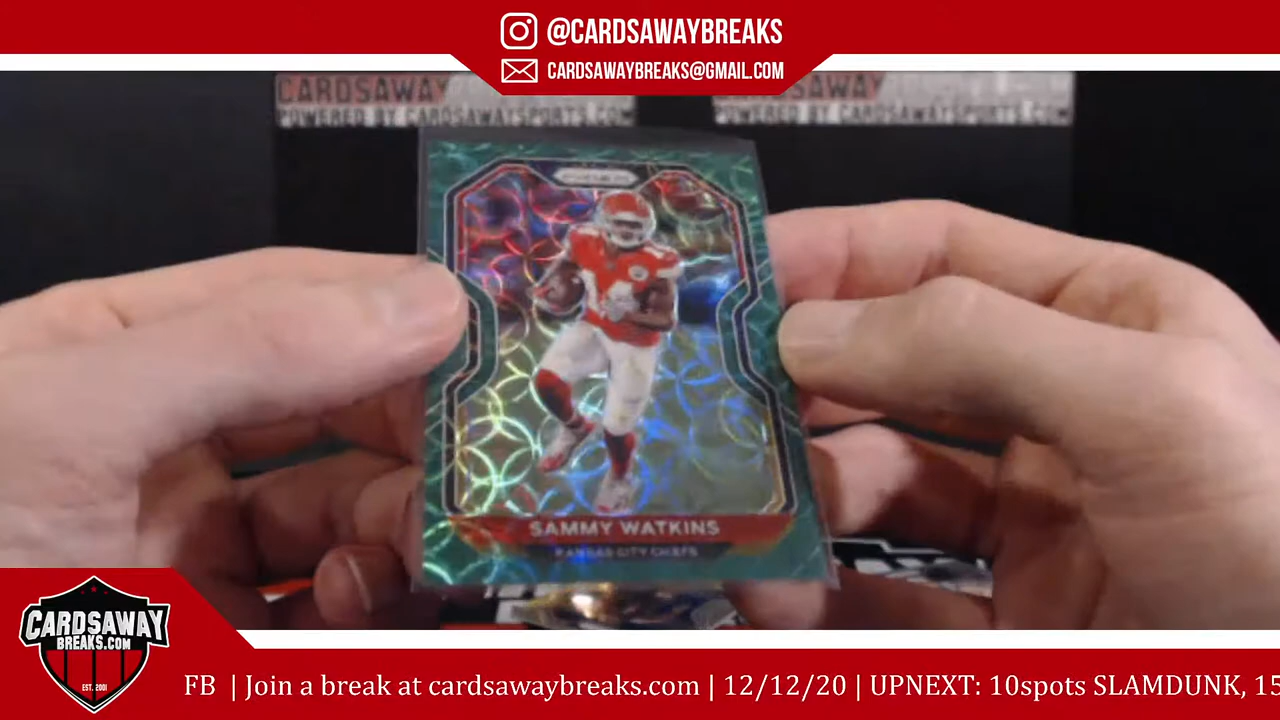 @CARDSAWAYBREAKS
CARDSAWAYBREAKS@GMAIL.COM
CARDSAWAY
POWERED BY CARDSAWAYSPORTS.COM
POWERED BY CARDSAWAYSPORTS.COM
SAMMY WATKINS
KANSAS CITY CHIEFS
CARDSAWAY
BREAKS.COM
EST. 2001
FB | Join a break at cardsawaybreaks.com | 12/12/20 | UPNEXT: 10spots SLAMDUNK, 15